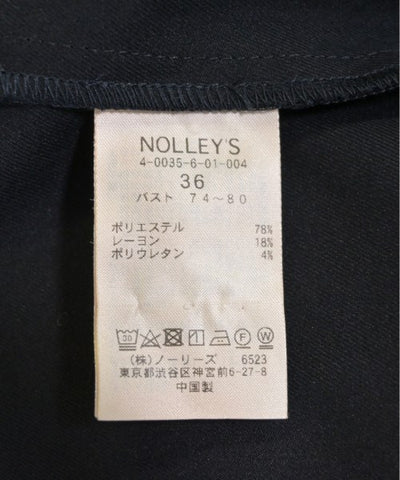 NOLLEY'S
4-0035-6-01-004
36
バスト 74～80
ポリエステル 78%
レーヨン 18%
ポリウレタン 4%
30 F W
(株)ノーリーズ 6523
東京都渋谷区神宮前6-27-8
中国製